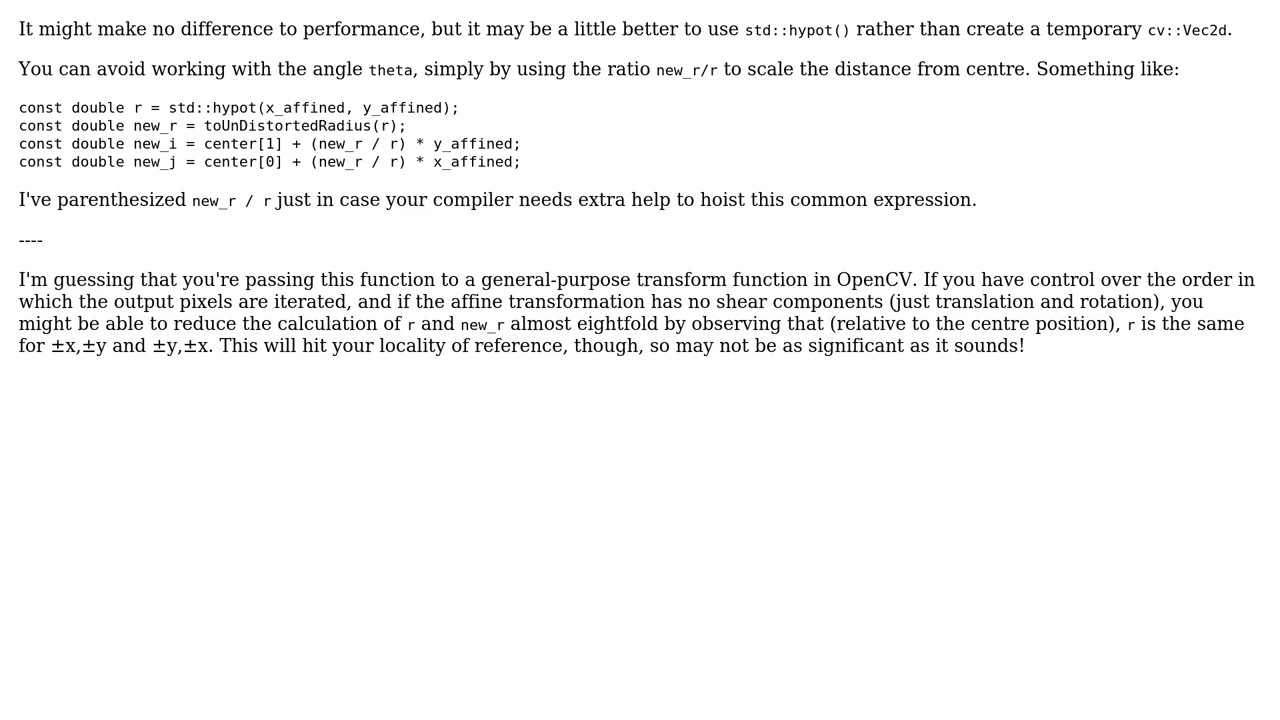 It might make no difference to performance, but it may be a little better to use std::hypot() rather than create a temporary cv::Vec2d.
You can avoid working with the angle theta, simply by using the ratio new_r/r to scale the distance from centre. Something like:
const double r = std::hypot(x_affined, y_affined);
const double new_r = toUnDistortedRadius(r);
const double new_i = center[1] + (new_r / r) * y_affined;
const double new_j = center[0] + (new_r / r) * x_affined;
I've parenthesized new_r / r just in case your compiler needs extra help to hoist this common expression.
----
I'm guessing that you're passing this function to a general-purpose transform function in OpenCV. If you have control over the order in
which the output pixels are iterated, and if the affine transformation has no shear components (just translation and rotation), you
might be able to reduce the calculation of r and new_r almost eightfold by observing that (relative to the centre position), r is the same
for ±x,±y and ±y,±x. This will hit your locality of reference, though, so may not be as significant as it sounds!